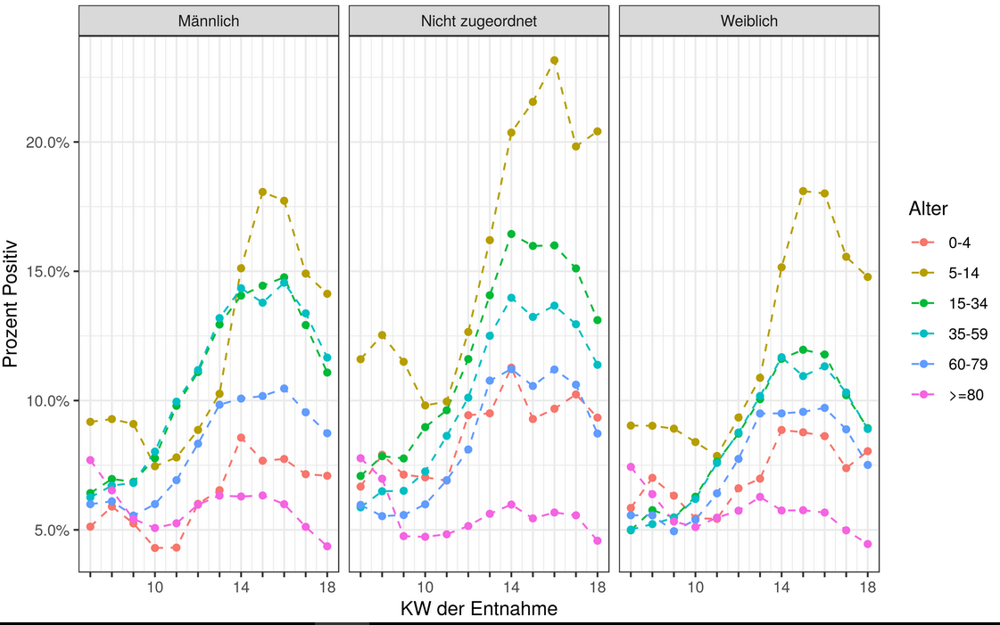 Männlich
Nicht zugeordnet
Weiblich
Prozent Positiv
20.0%
15.0%
10.0%
5.0%
10 14 18
10 14 18
10 14 18
KW der Entnahme
Alter
0-4
5-14
15-34
35-59
60-79
>=80